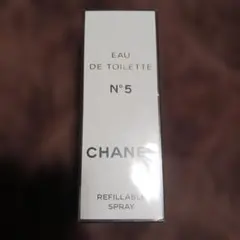 EAU
DE TOILETTE
N°5
CHANEL
REFILLABLE
SPRAY